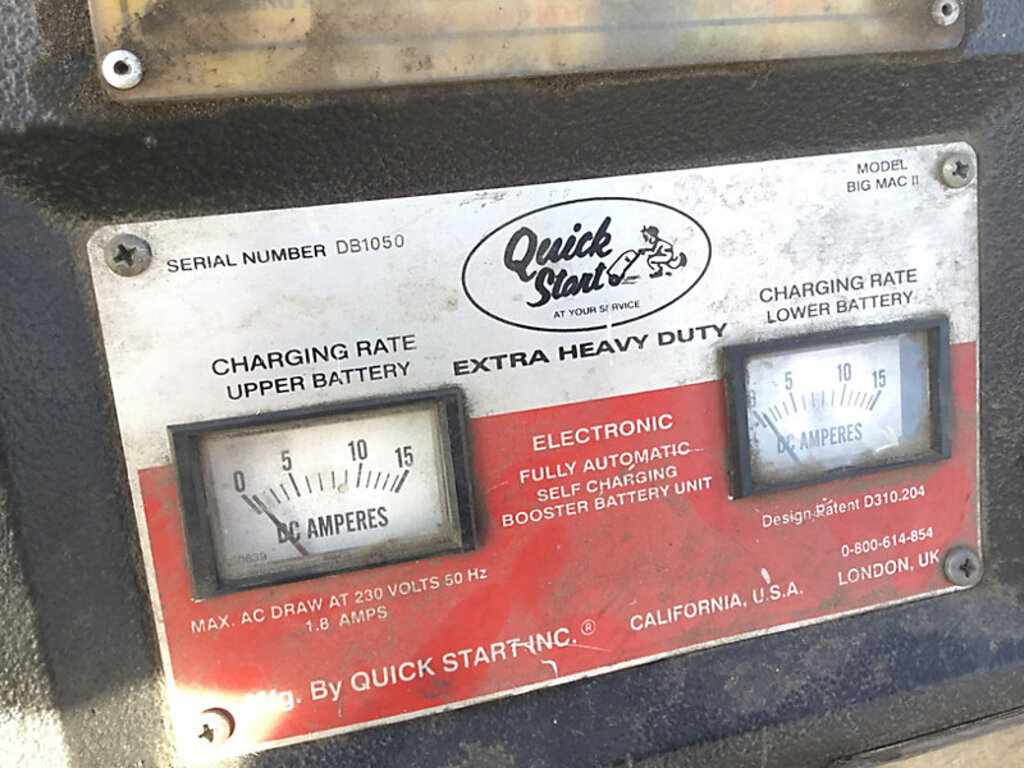 MODEL
BIG MAC II
SERIAL NUMBER DB1050
Quick
Start
AT YOUR SERVICE
EXTRA HEAVY DUTY
CHARGING RATE
UPPER BATTERY
0 5 10 15
DC AMPERES
5639
CHARGING RATE
LOWER BATTERY
5 10 15
DC AMPERES
ELECTRONIC
FULLY AUTOMATIC
SELF CHARGING
BOOSTER BATTERY UNIT
Design Patent D310.204
0-800-614-854
LONDON, UK
MAX. AC DRAW AT 230 VOLTS 50 Hz
1.8 AMPS
Mfg. By QUICK START INC.® CALIFORNIA, U.S.A.